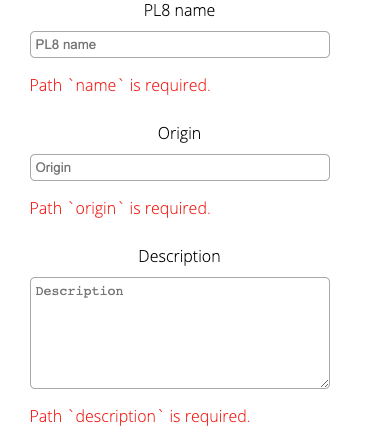 PL8 name
PL8 name
Path `name` is required.
Origin
Origin
Path `origin` is required.
Description
Description
Path `description` is required.